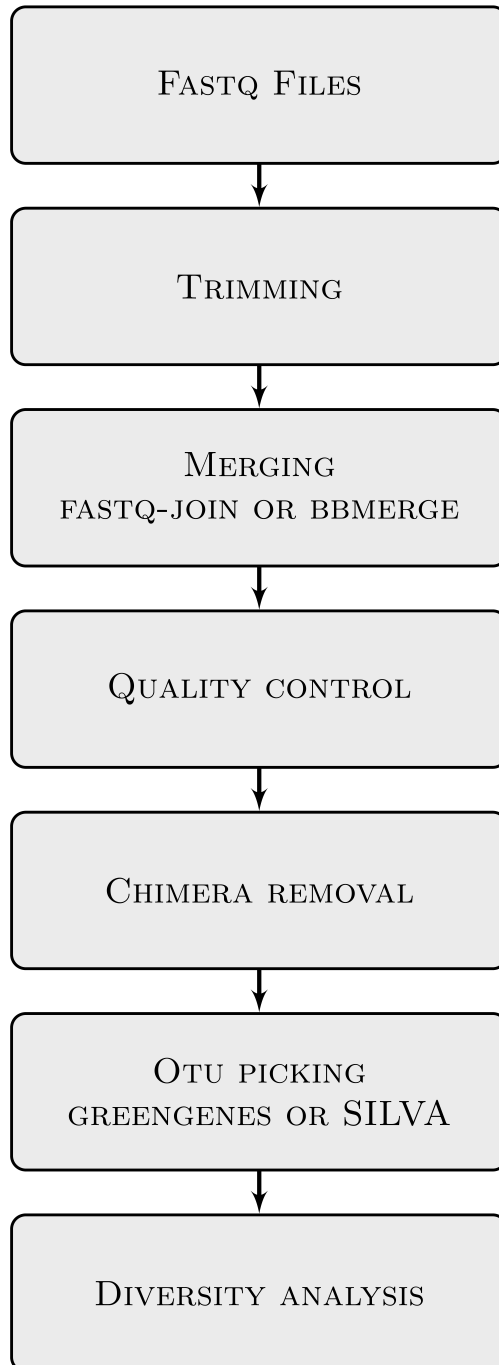 Fastq Files
Trimming
Merging
fastq-join or bbmerge
Quality control
Chimera removal
Otu picking
greengenes or SILVA
Diversity analysis